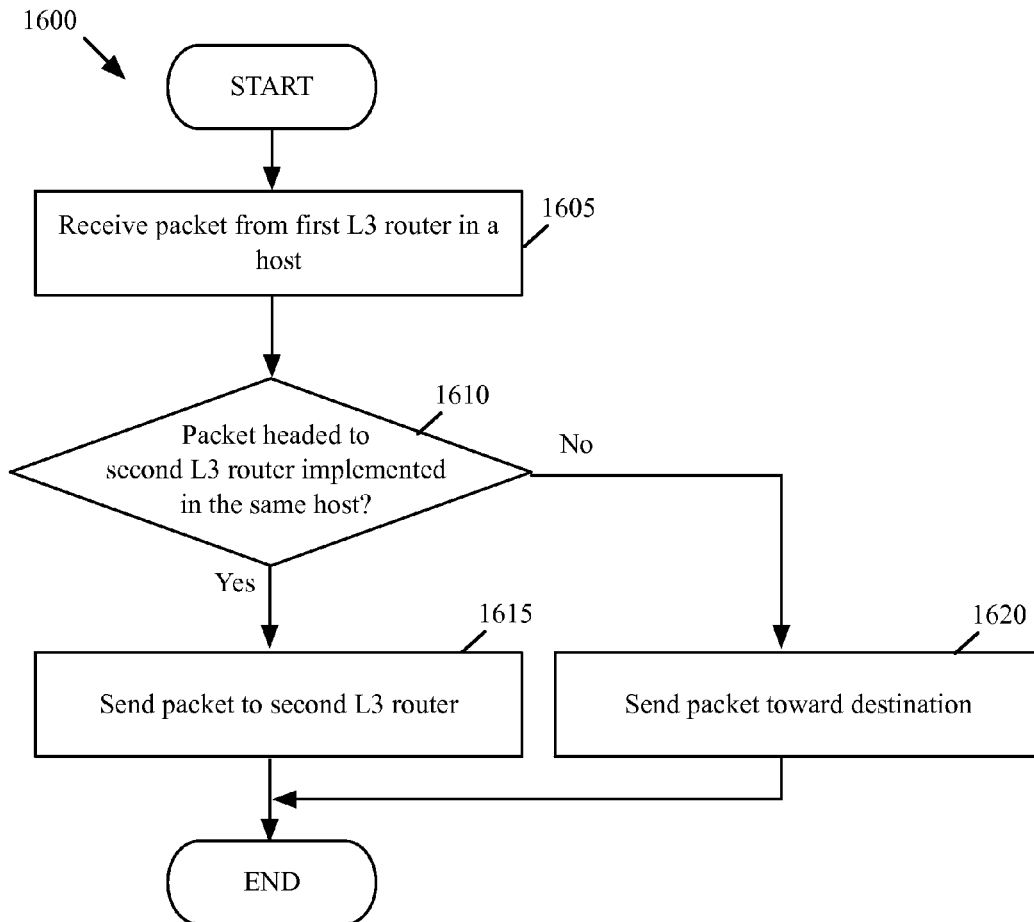 1600
START
Receive packet from first L3 router in a
host
1605
1610
Packet headed to
second L3 router implemented
in the same host?
No
Yes
1615
Send packet to second L3 router
1620
Send packet toward destination
END